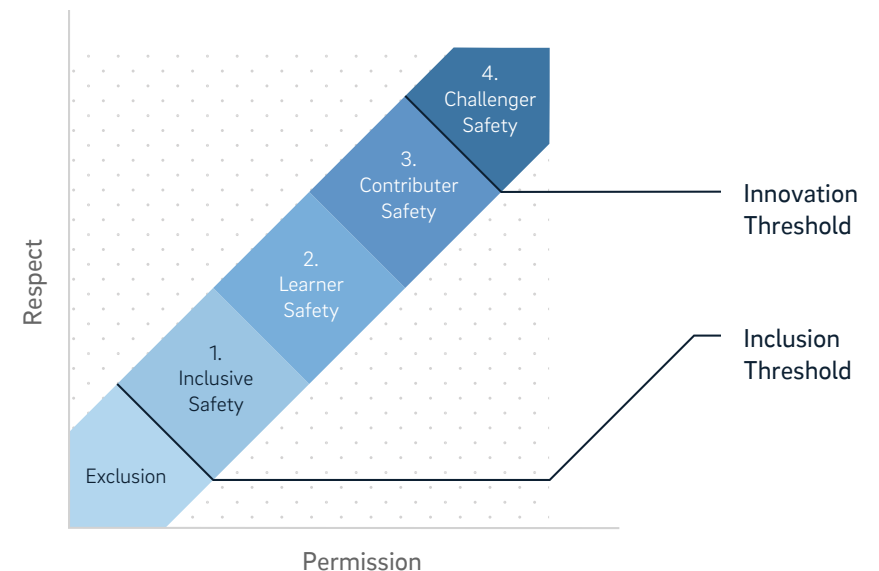 4.
Challenger
Safety
3.
Contributer
Safety
Innovation
Threshold
2.
Learner
Safety
Respect
1.
Inclusive
Safety
Inclusion
Threshold
Exclusion
Permission